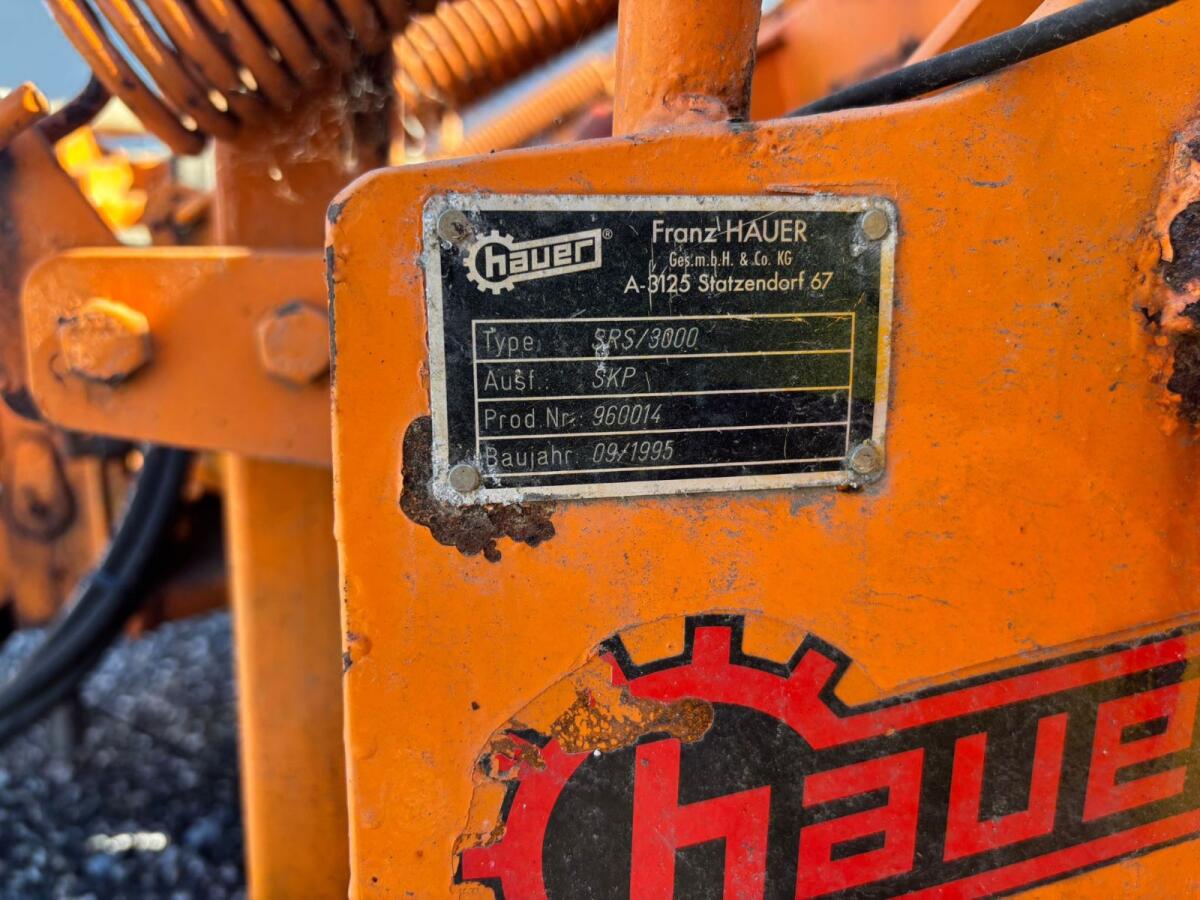 hauer®
Franz HAUER
Ges.m.b.H. & Co. KG
A-3125 Statzendorf 67
Type SRS/3000
Ausf.: SKP
Prod.Nr: 960014
Baujahr: 09/1995
haue